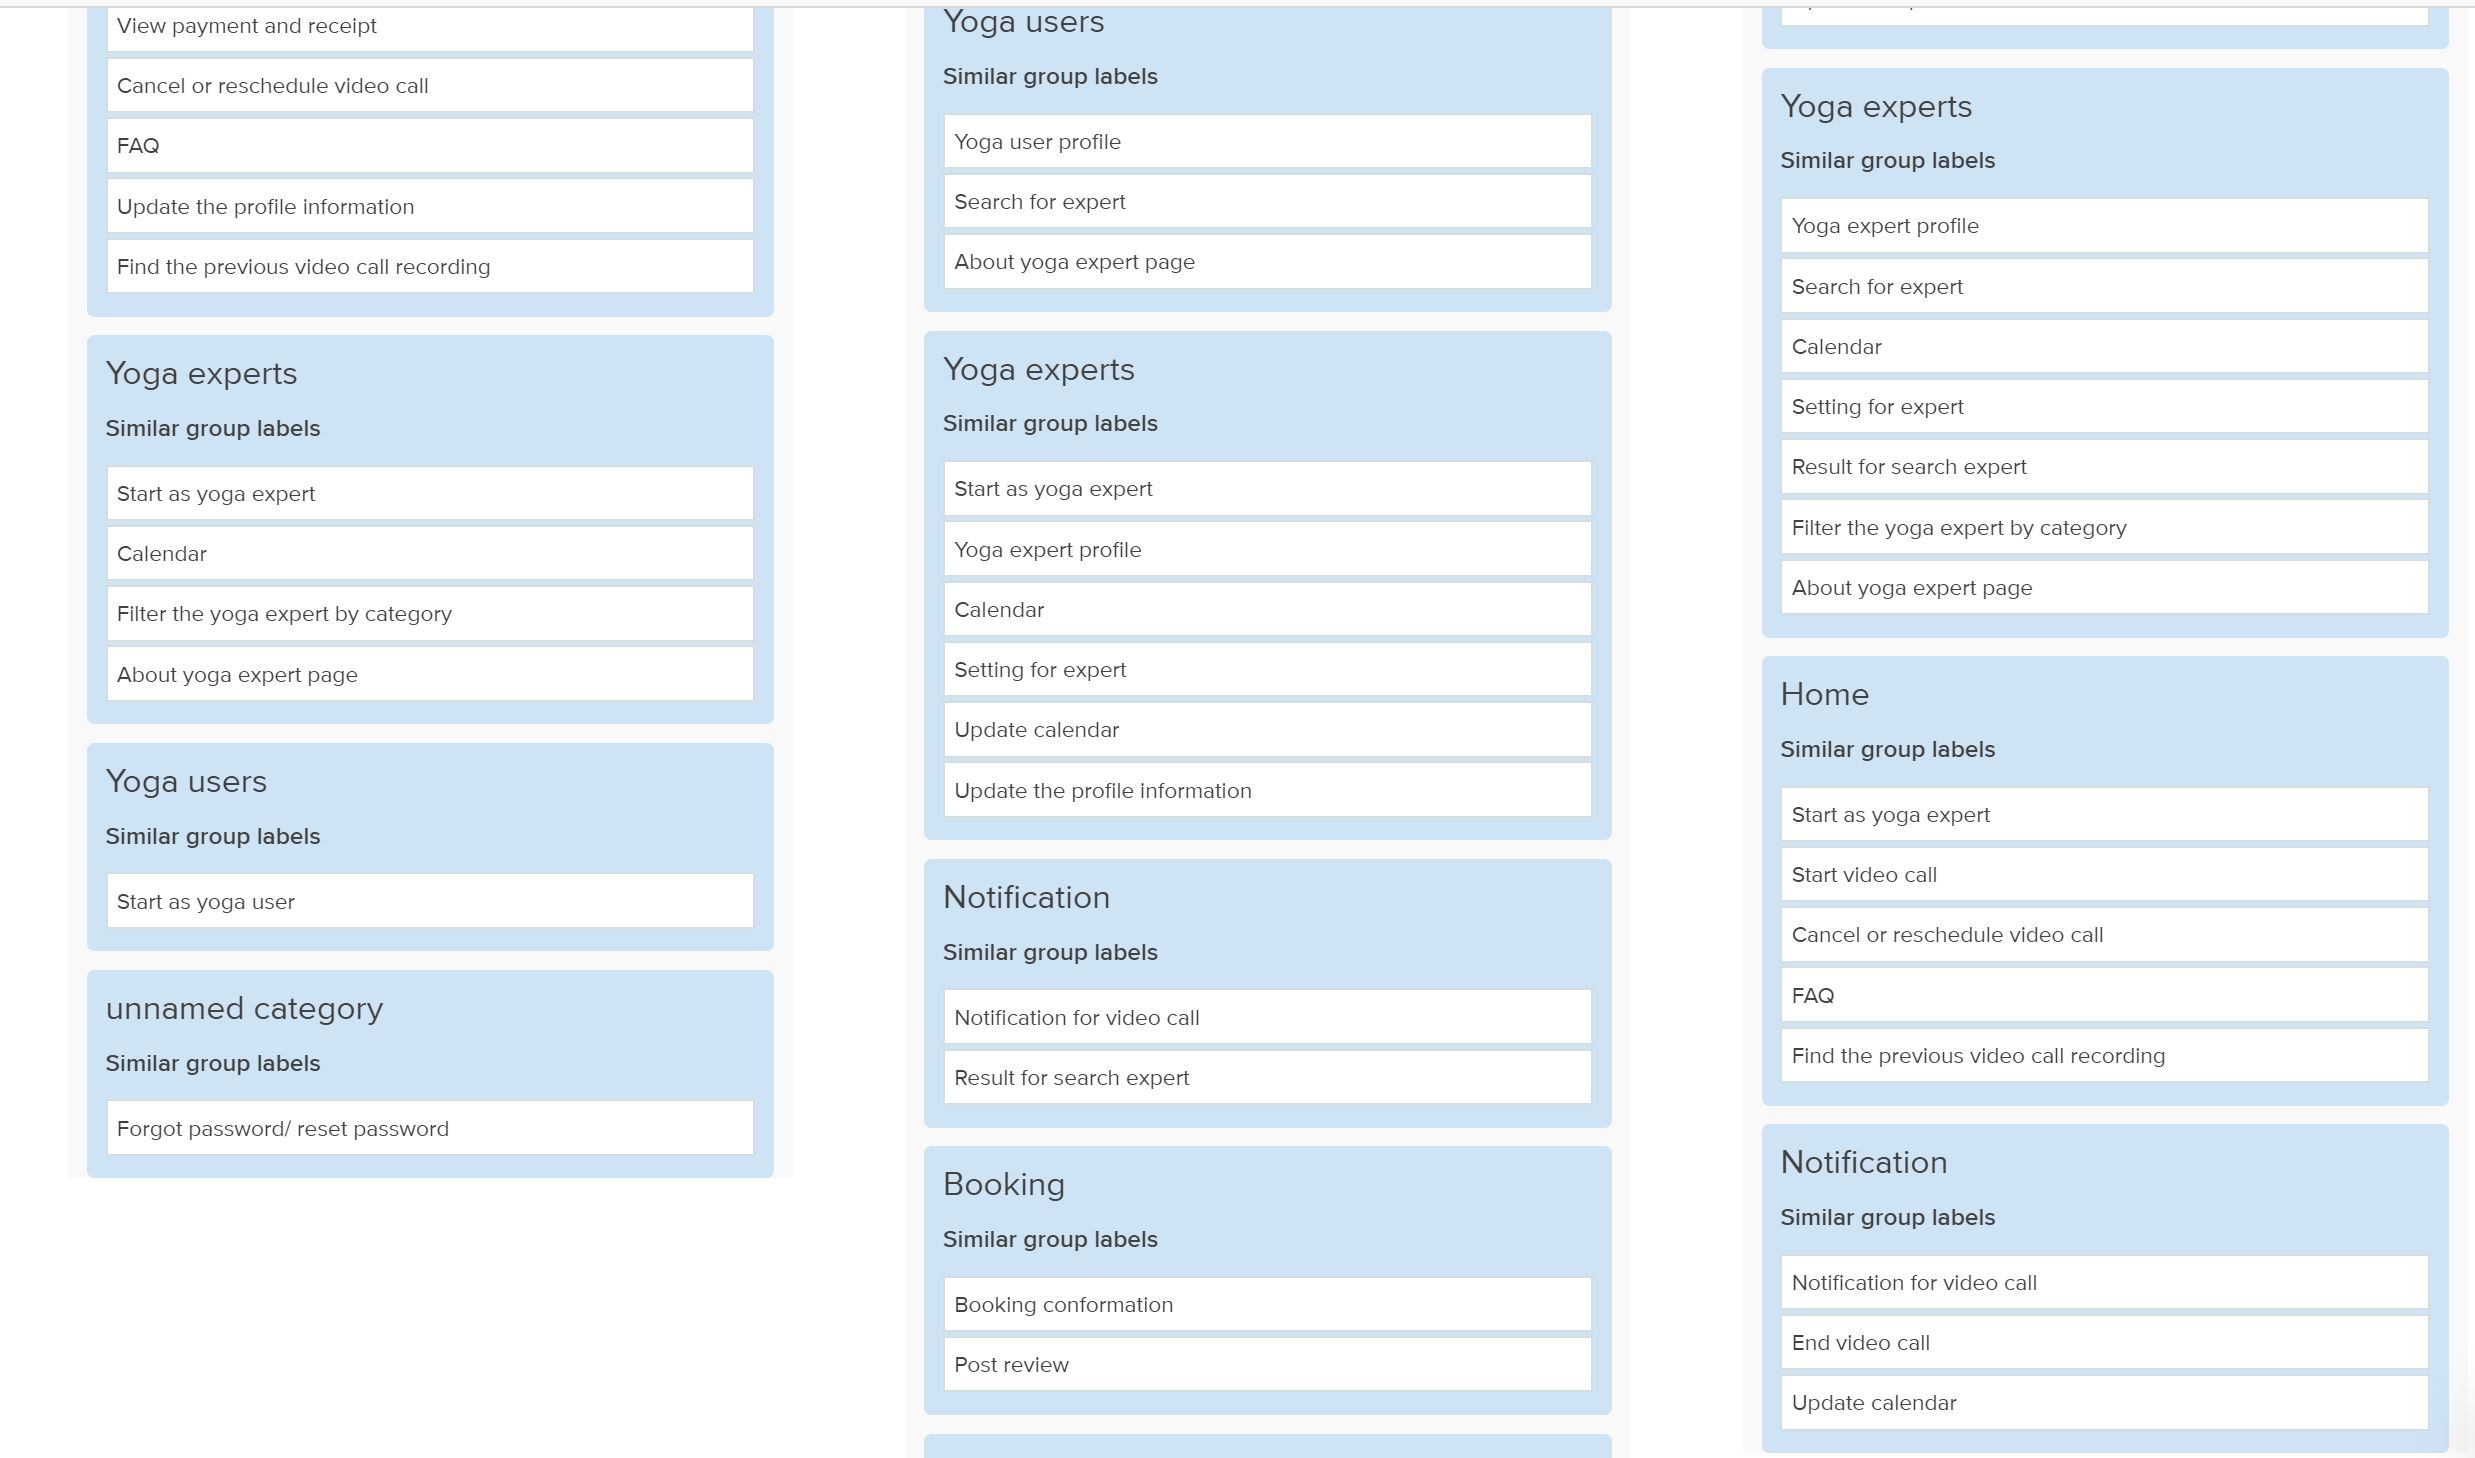 View payment and receipt
Cancel or reschedule video call
FAQ
Update the profile information
Find the previous video call recording
Yoga experts
Similar group labels
Start as yoga expert
Calendar
Filter the yoga expert by category
About yoga expert page
Yoga users
Similar group labels
Start as yoga user
unnamed category
Similar group labels
Forgot password/ reset password
Yoga users
Similar group labels
Yoga user profile
Search for expert
About yoga expert page
Yoga experts
Similar group labels
Start as yoga expert
Yoga expert profile
Calendar
Setting for expert
Update calendar
Update the profile information
Notification
Similar group labels
Notification for video call
Result for search expert
Booking
Similar group labels
Booking conformation
Post review
Yoga experts
Similar group labels
Yoga expert profile
Search for expert
Calendar
Setting for expert
Result for search expert
Filter the yoga expert by category
About yoga expert page
Home
Similar group labels
Start as yoga expert
Start video call
Cancel or reschedule video call
FAQ
Find the previous video call recording
Notification
Similar group labels
Notification for video call
End video call
Update calendar